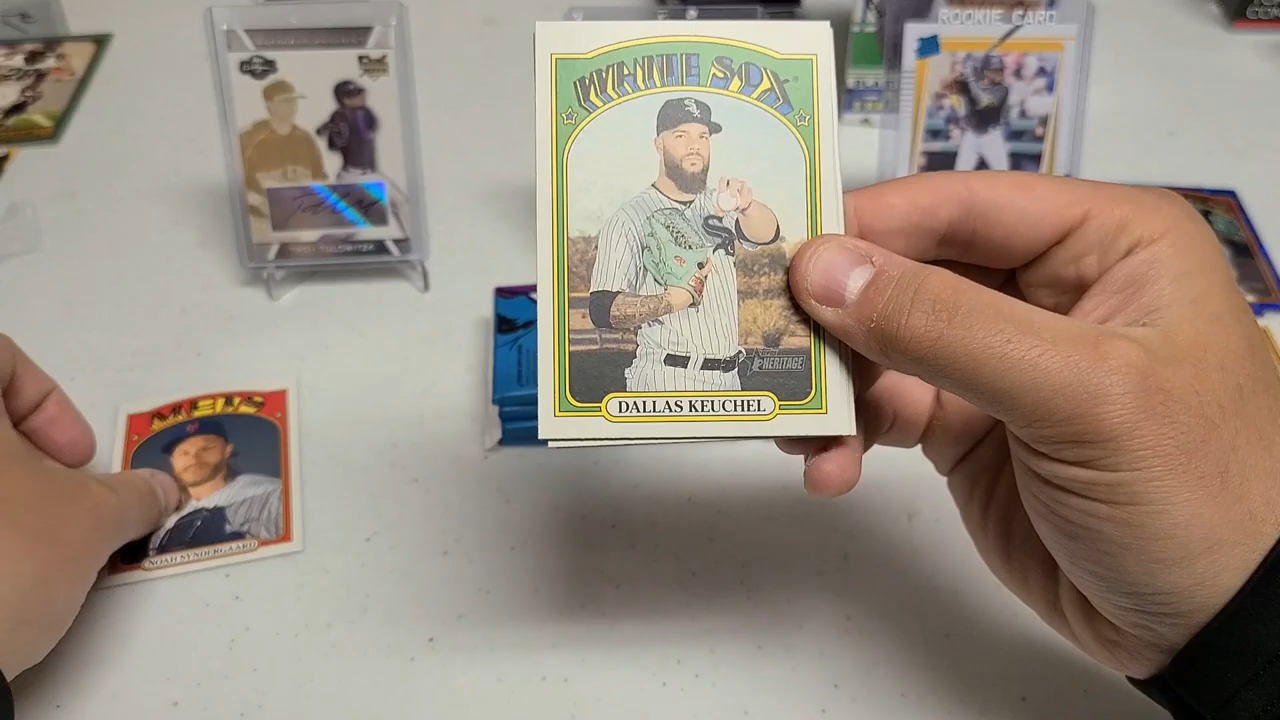 ROOKIE CARD
WHITE SOX
HERITAGE
DALLAS KEUCHEL
METS
NOAH SYNDERGAARD